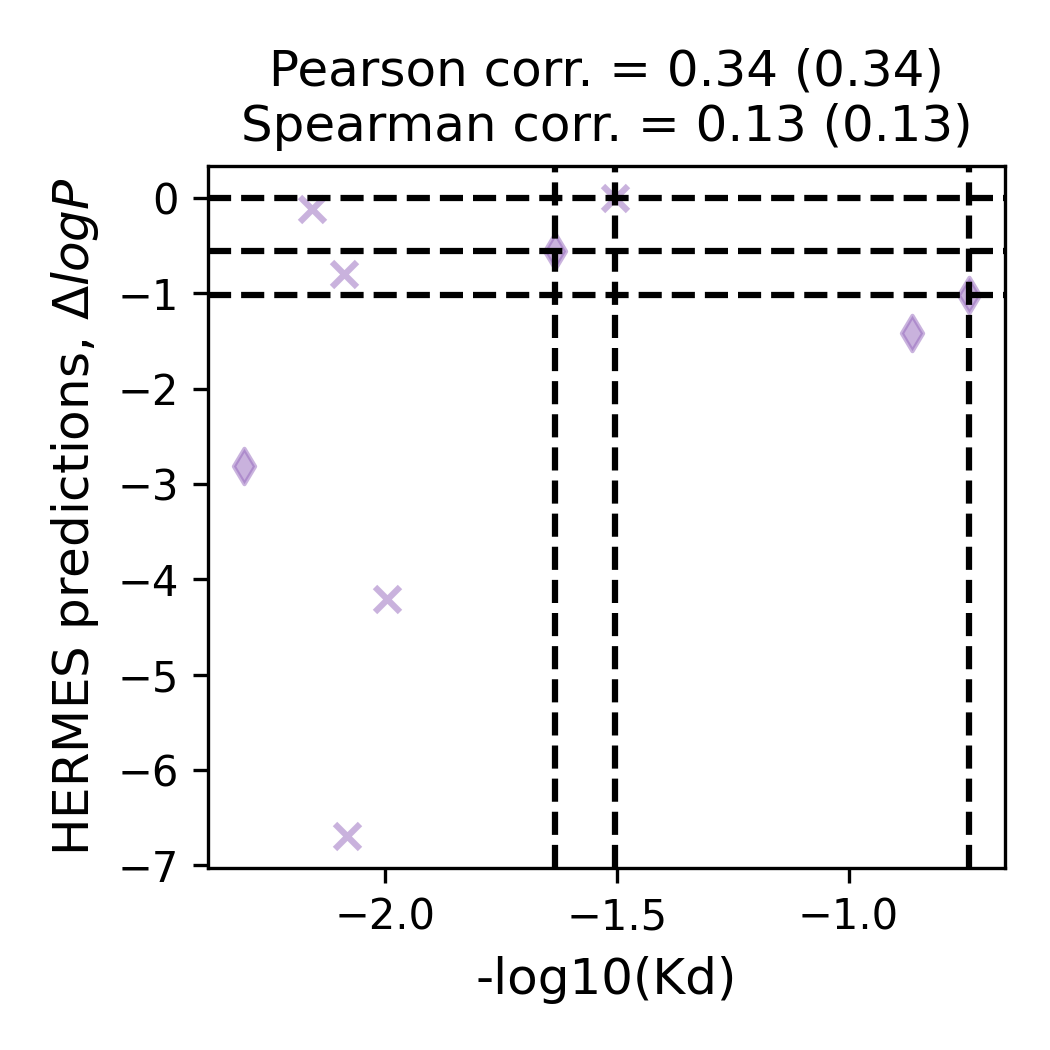 Pearson corr. = 0.34 (0.34)
Spearman corr. = 0.13 (0.13)
HERMES predictions, ΔlogP
0
−1
−2
−3
−4
−5
−6
−7
−2.0
−1.5
−1.0
-log10(Kd)